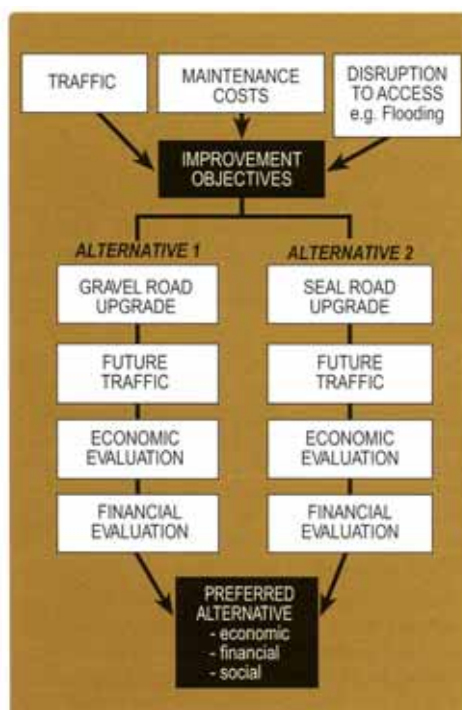 TRAFFIC
MAINTENANCE
COSTS
DISRUPTION
TO ACCESS
e.g. Flooding
IMPROVEMENT
OBJECTIVES
ALTERNATIVE 1
GRAVEL ROAD
UPGRADE
FUTURE
TRAFFIC
ECONOMIC
EVALUATION
FINANCIAL
EVALUATION
ALTERNATIVE 2
SEAL ROAD
UPGRADE
FUTURE
TRAFFIC
ECONOMIC
EVALUATION
FINANCIAL
EVALUATION
PREFERRED
ALTERNATIVE
- economic
- financial
- social